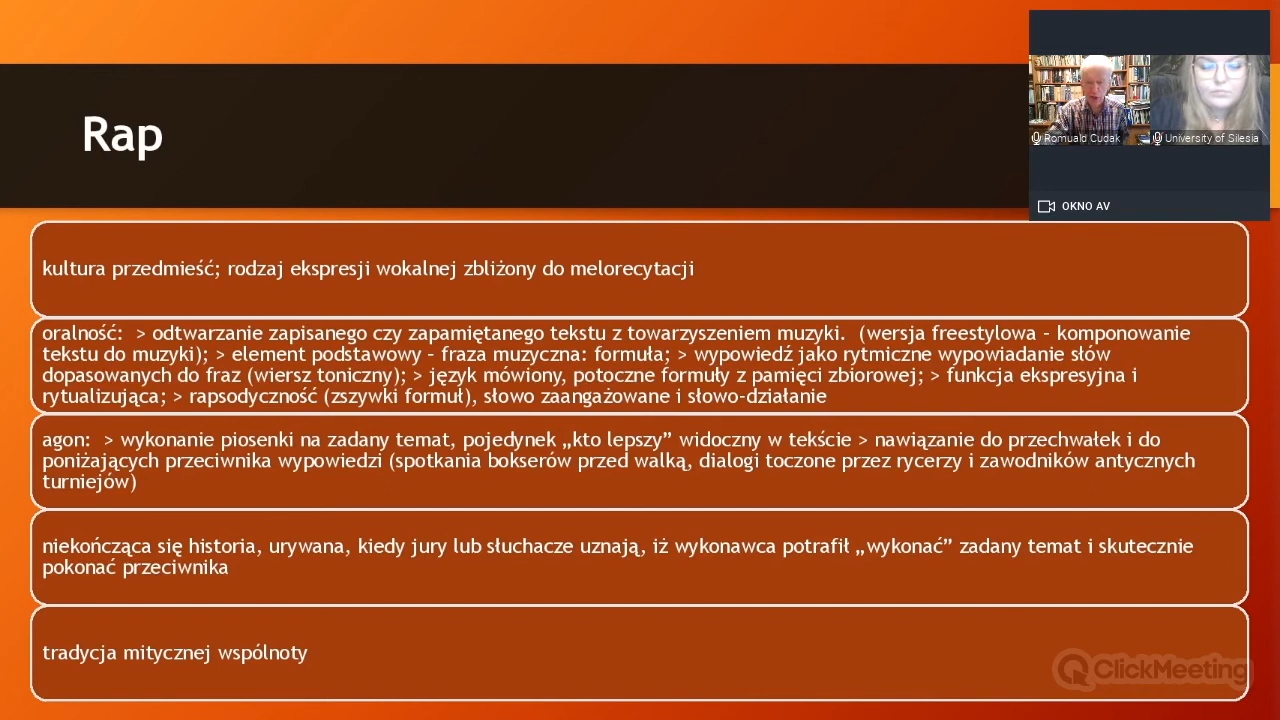 Rap
Romuald Cudak
University of Silesia
OKNO AV
kultura przedmieść; rodzaj ekspresji wokalnej zbliżony do melorecytacji
oralność:  > odtwarzanie zapisanego czy zapamiętanego tekstu z towarzyszeniem muzyki.  (wersja freestylowa – komponowanie
tekstu do muzyki); > element podstawowy – fraza muzyczna: formuła; > wypowiedź jako rytmiczne wypowiadanie słów
dopasowanych do fraz (wiersz toniczny); > język mówiony, potoczne formuły z pamięci zbiorowej; > funkcja ekspresyjna i
rytualizująca; > rapsodyczność (zszywki formuł), słowo zaangażowane i słowo-działanie
agon:  > wykonanie piosenki na zadany temat, pojedynek „kto lepszy” widoczny w tekście > nawiązanie do przechwałek i do
poniżających przeciwnika wypowiedzi (spotkania bokserów przed walką, dialogi toczone przez rycerzy i zawodników antycznych
turniejów)
niekończąca się historia, urywana, kiedy jury lub słuchacze uznają, iż wykonawca potrafił „wykonać” zadany temat i skutecznie
pokonać przeciwnika
tradycja mitycznej wspólnoty
ClickMeeting